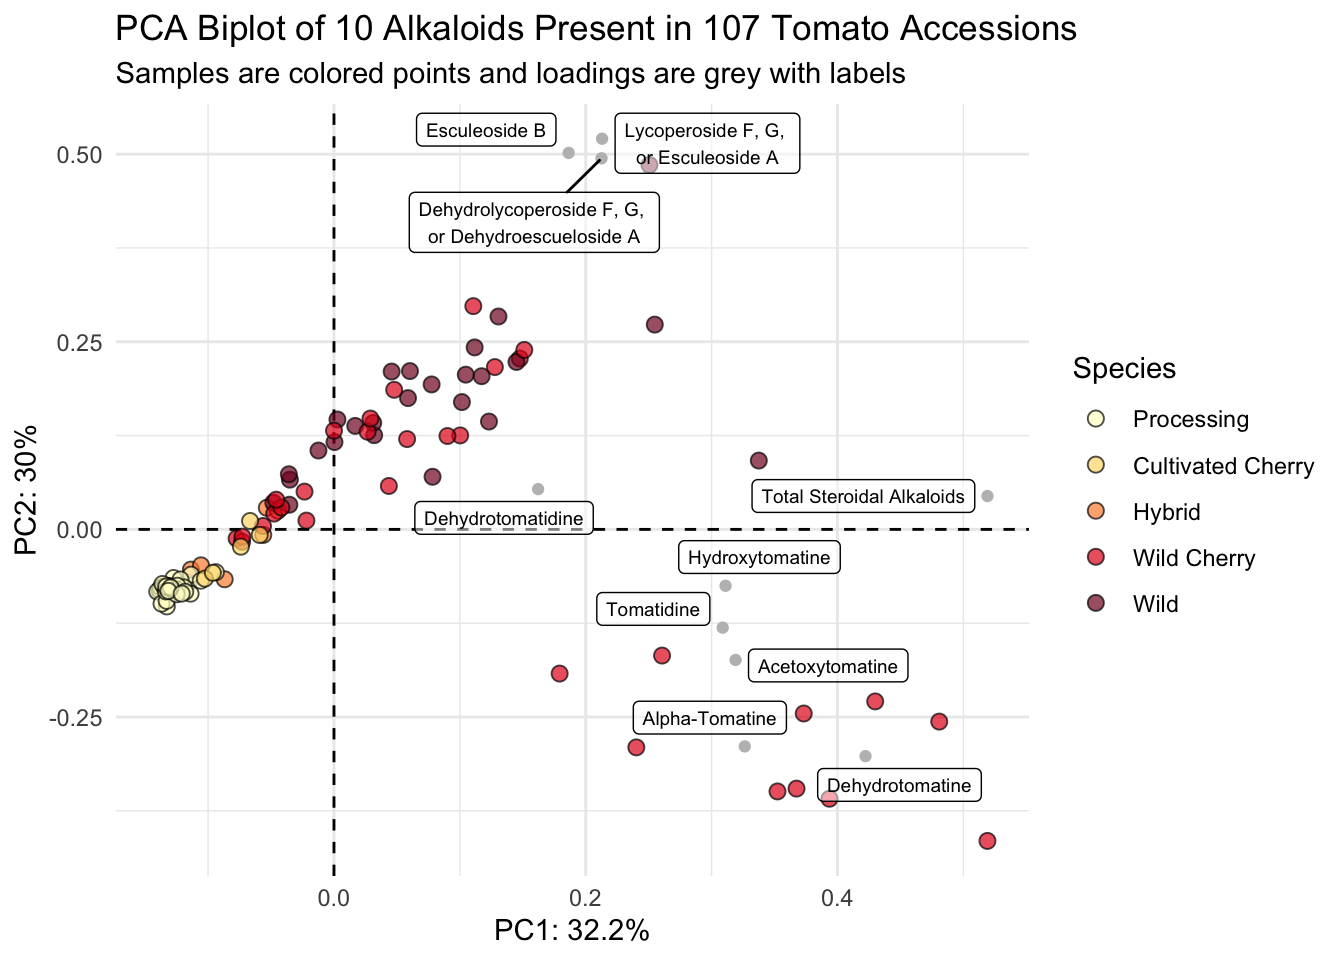 PCA Biplot of 10 Alkaloids Present in 107 Tomato Accessions
Samples are colored points and loadings are grey with labels
Esculeoside B
Lycoperoside F, G,
or Esculeoside A
Dehydrolycoperoside F, G,
or Dehydroescueloside A
Total Steroidal Alkaloids
Dehydrotomatidine
Hydroxytomatine
Tomatidine
Acetoxytomatine
Alpha-Tomatine
Dehydrotomatine
0.50
0.25
0.00
-0.25
PC2: 30%
0.0
0.2
0.4
PC1: 32.2%
Species
Processing
Cultivated Cherry
Hybrid
Wild Cherry
Wild